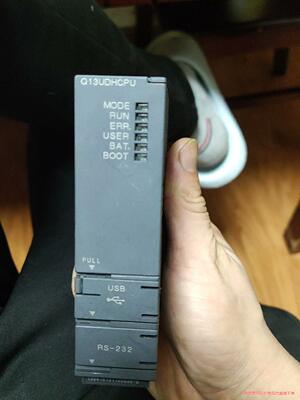 Q13UDHCPU
MODE
RUN
ERR.
USER
BAT.
BOOT
PULL
USB
RS-232